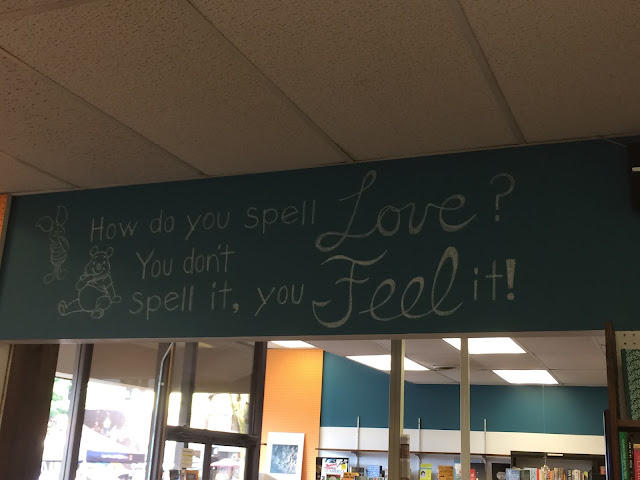 How do you spell Love?
You don't
spell it, you Feel it!